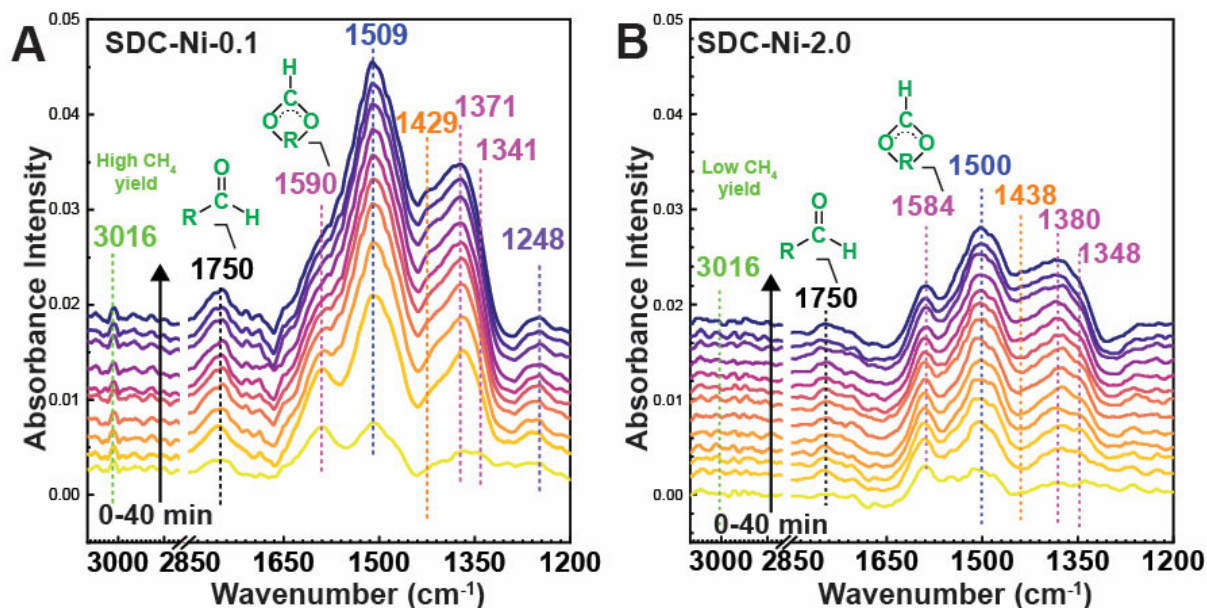 A
SDC-Ni-0.1
0.05
0.04
0.03
0.02
0.01
0.00
Absorbance Intensity
High CH₄
yield
3016
O
R
H
1750
H
C
O
O
R
1590
1509
1429
1371
1341
1248
0-40 min
3000
2850
1650
1500
1350
1200
Wavenumber (cm⁻¹)
B
SDC-Ni-2.0
0.05
0.04
0.03
0.02
0.01
0.00
Absorbance Intensity
Low CH₄
yield
3016
O
R
C
H
1750
H
C
O
O
R
1584
1500
1438
1380
1348
0-40 min
3000
2850
1650
1500
1350
1200
Wavenumber (cm⁻¹)